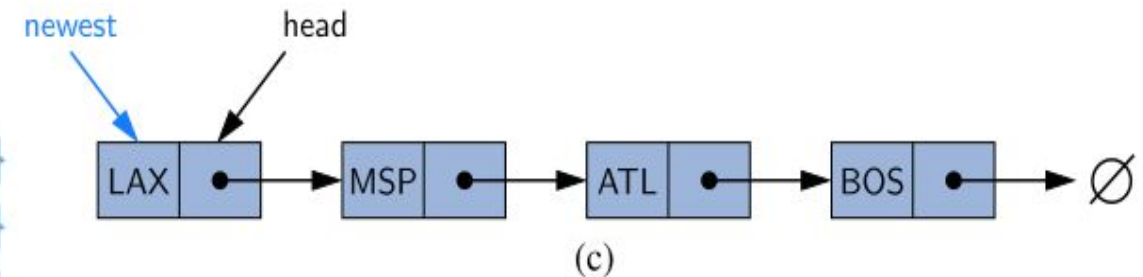 newest head
LAX MSP ATL BOS ∅
(c)